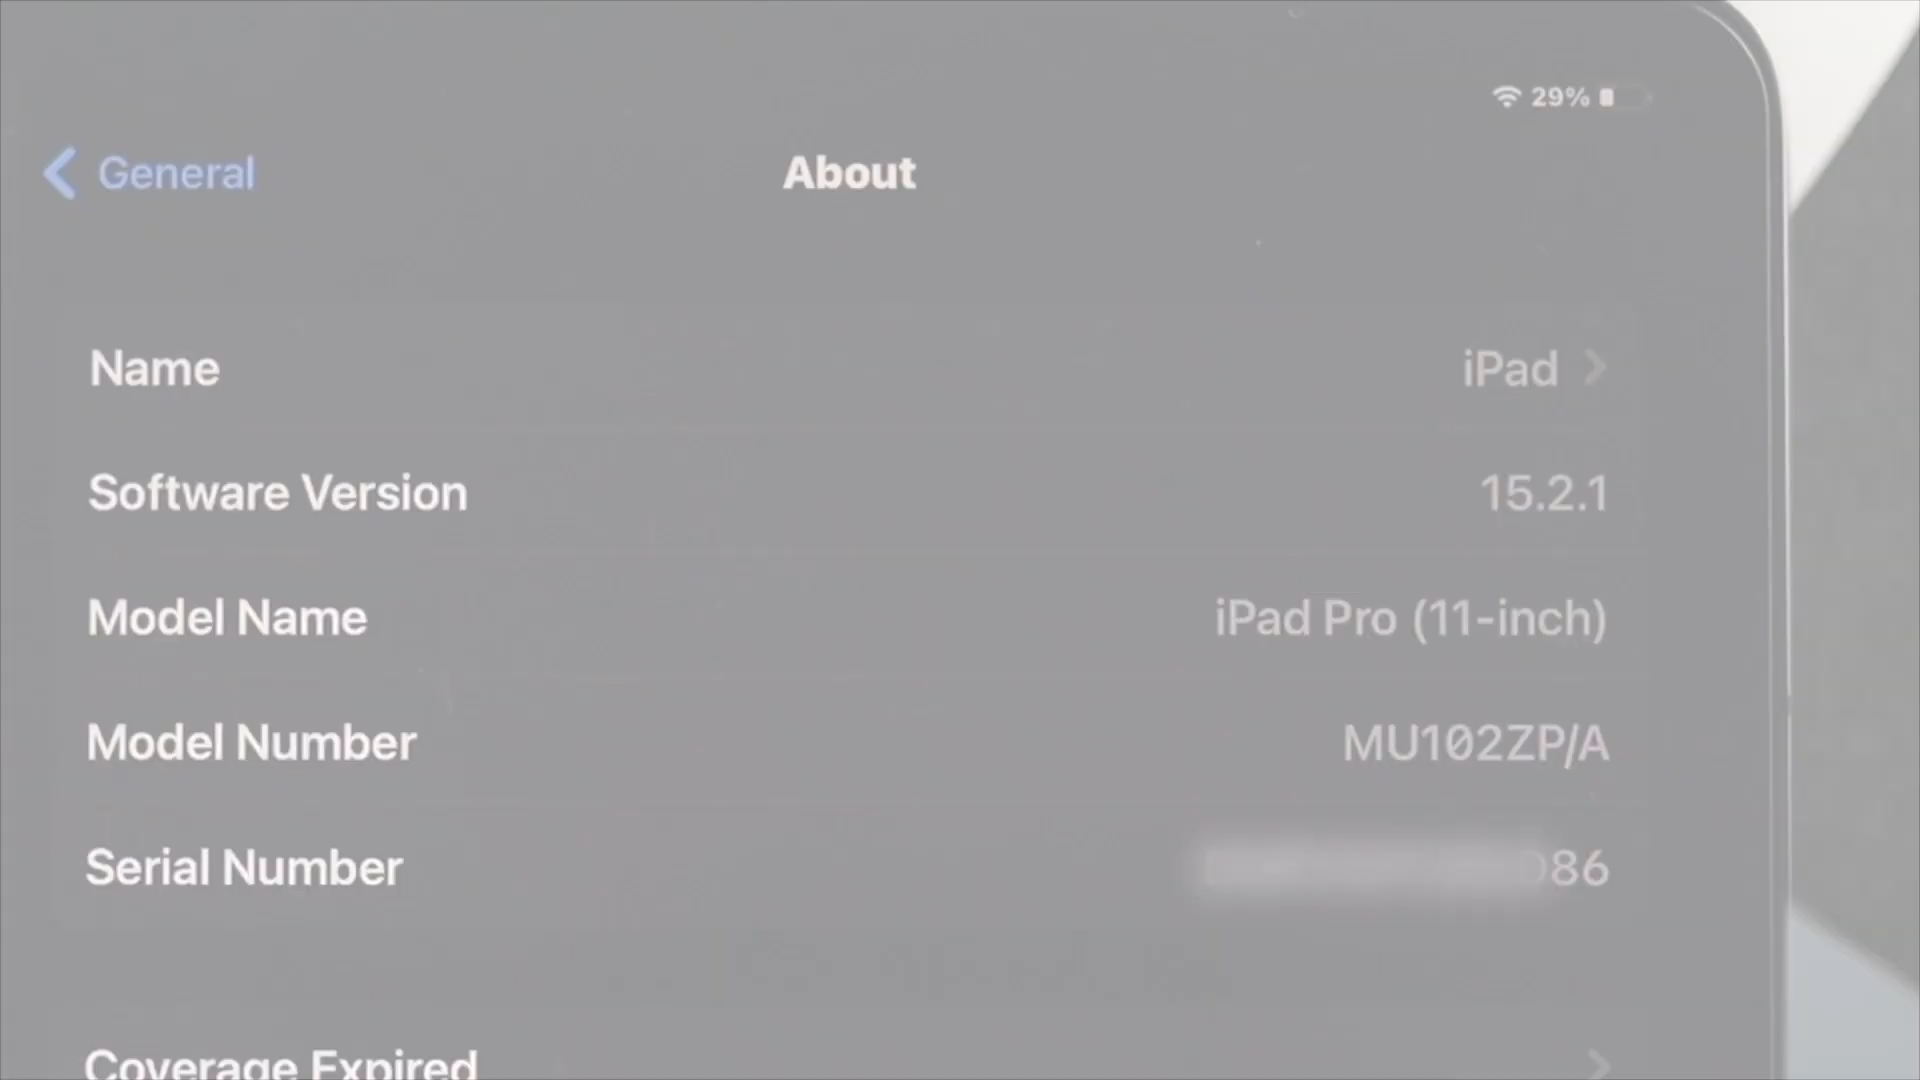 29%
General
About
Name iPad
Software Version 15.2.1
Model Name iPad Pro (11-inch)
Model Number MU102ZP/A
Serial Number 86
Coverage Expired